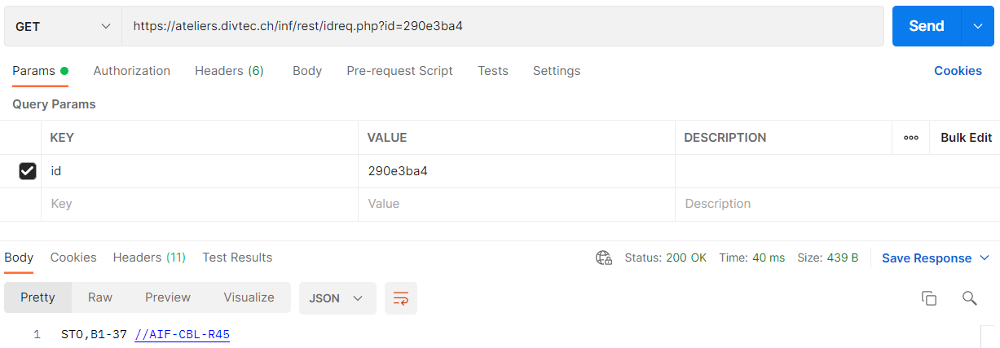 GET https://ateliers.divtec.ch/inf/rest/idreq.php?id=290e3ba4 Send
Params Authorization Headers (6) Body Pre-request Script Tests Settings Cookies
Query Params
KEY VALUE DESCRIPTION ooo Bulk Edit
id 290e3ba4
Key Value Description
Body Cookies Headers (11) Test Results Status: 200 OK Time: 40 ms Size: 439 B Save Response
Pretty Raw Preview Visualize JSON
1 STO,B1-37 //AIF-CBL-R45